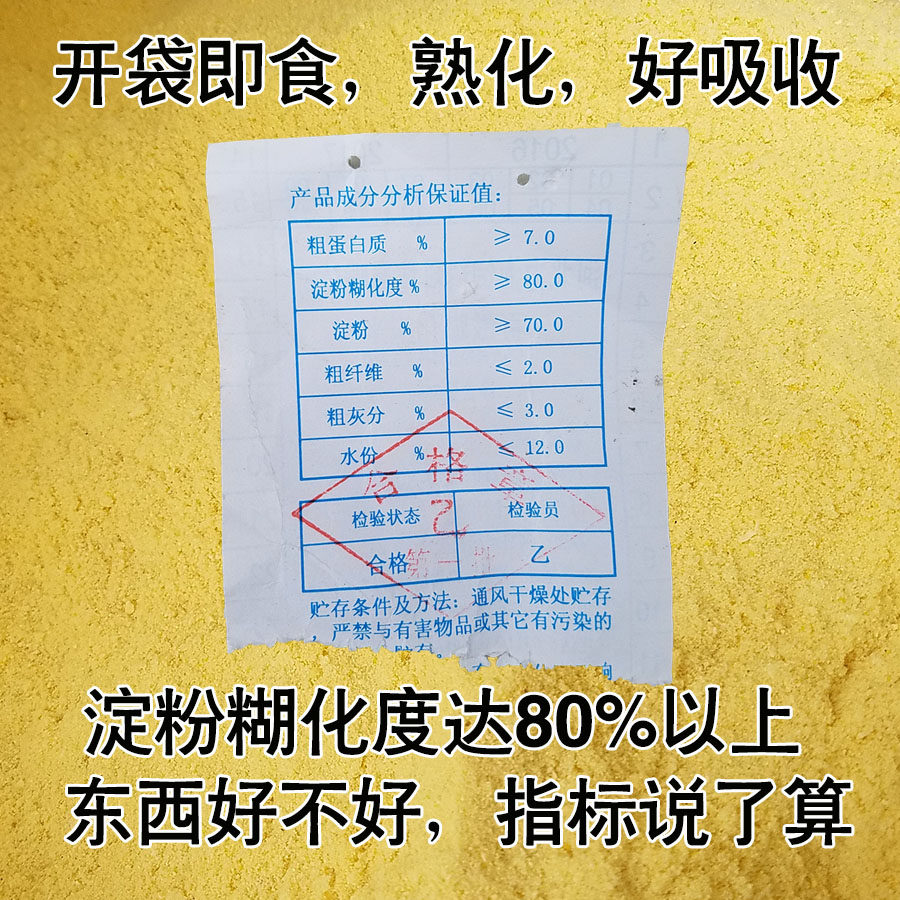 开袋即食，熟化，好吸收
产品成分分析保证值：
粗蛋白质 % ≥ 7.0
淀粉糊化度 % ≥ 80.0
淀粉 % ≥ 70.0
粗纤维 % ≤ 2.0
粗灰分 % ≤ 3.0
水份 % ≤ 12.0
合格
乙
第一
检验状态 检验员
合格 乙
贮存条件及方法：通风干燥处贮存
，严禁与有害物品或其它有污染的
淀粉糊化度达80%以上
东西好不好，指标说了算